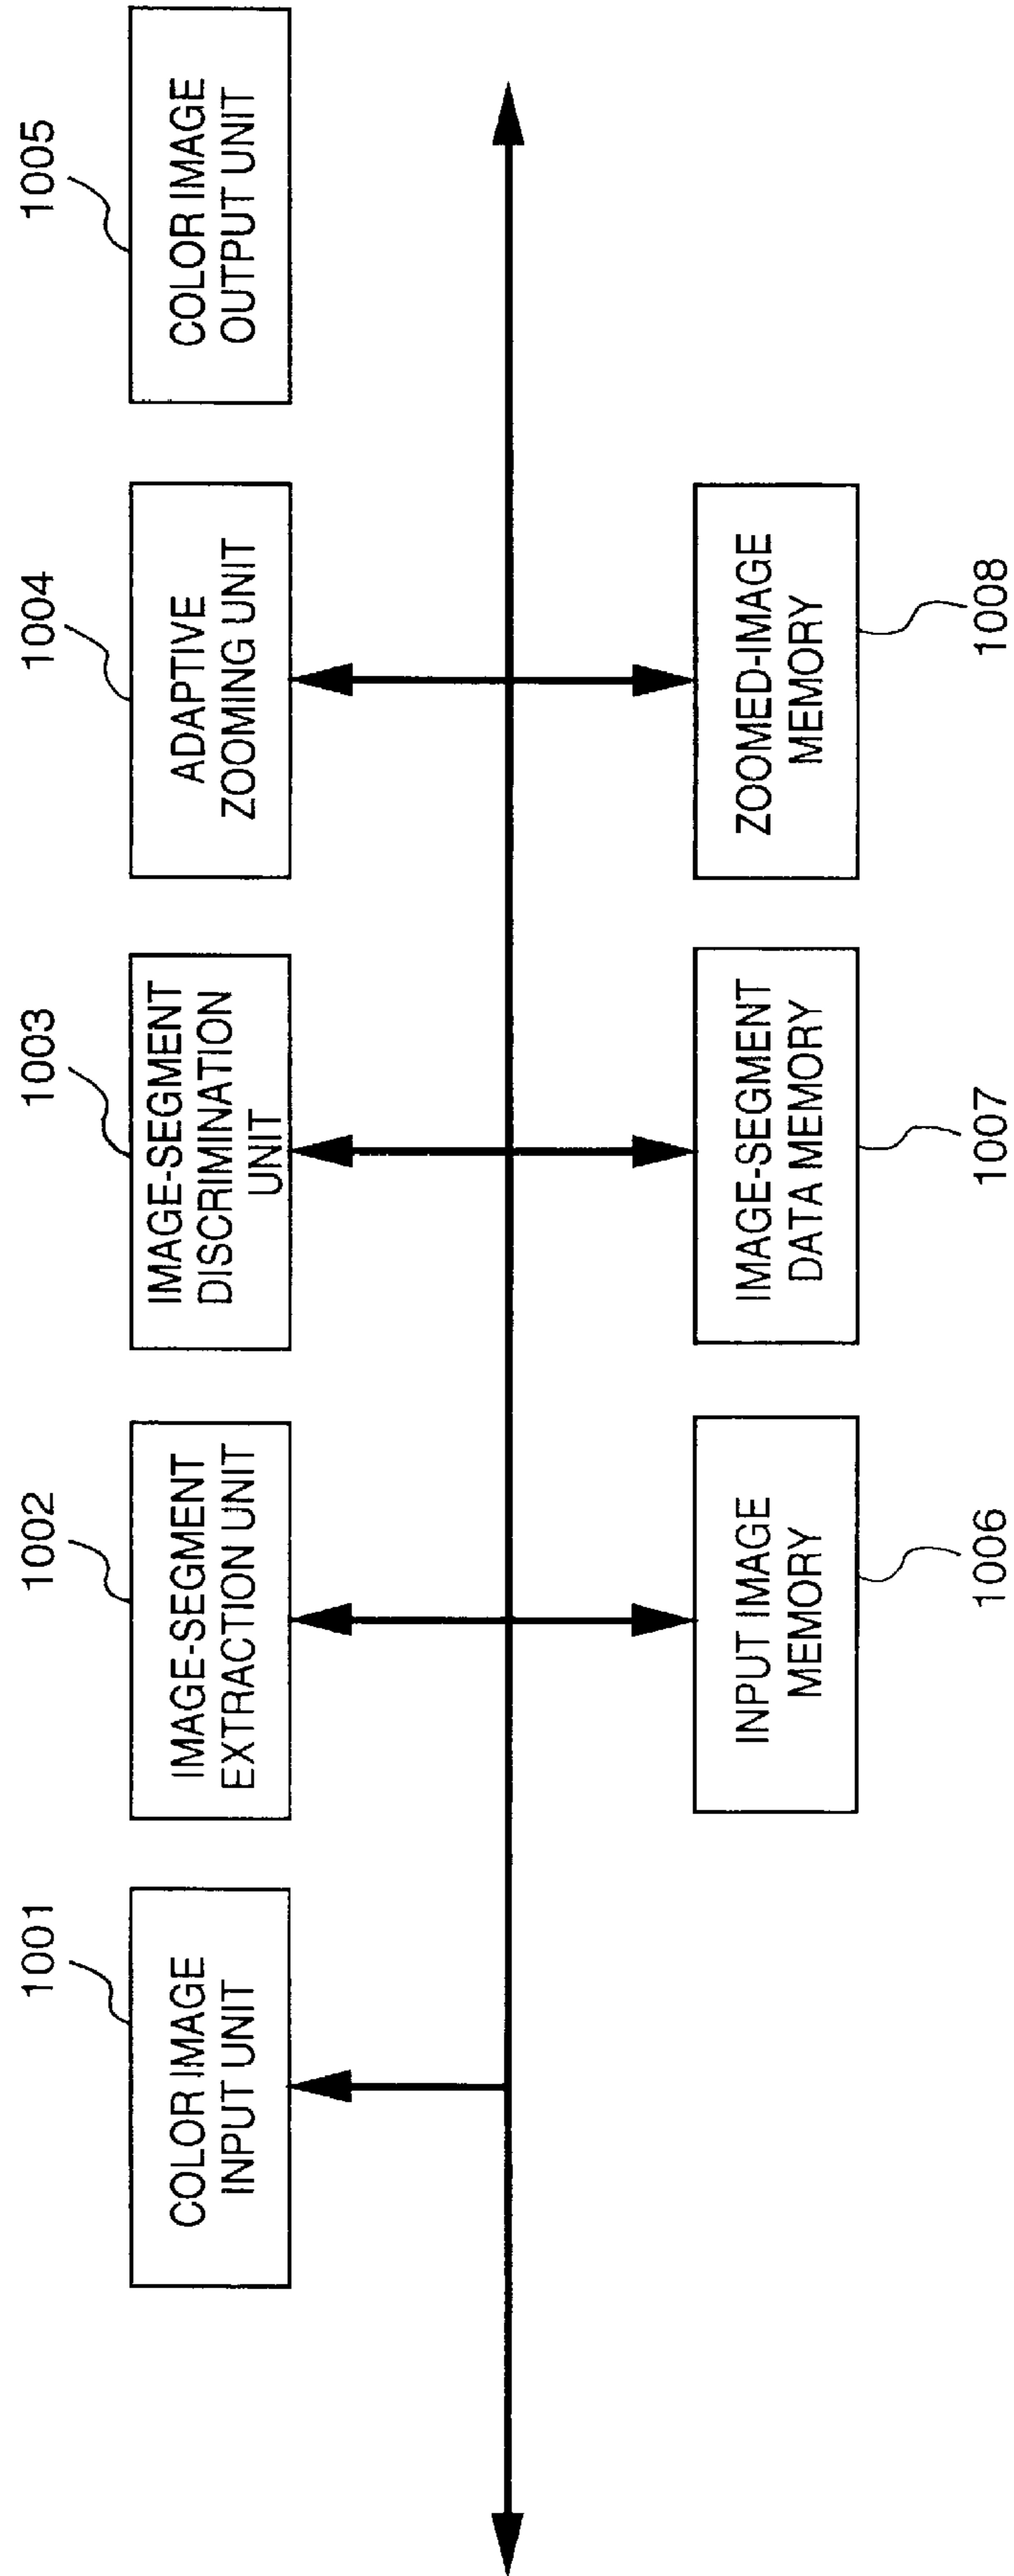 1001
COLOR IMAGE
INPUT UNIT
1002
IMAGE-SEGMENT
EXTRACTION UNIT
1003
IMAGE-SEGMENT
DISCRIMINATION
UNIT
1004
ADAPTIVE
ZOOMING UNIT
1005
COLOR IMAGE
OUTPUT UNIT
INPUT IMAGE
MEMORY
1006
IMAGE-SEGMENT
DATA MEMORY
1007
ZOOMED-IMAGE
MEMORY
1008